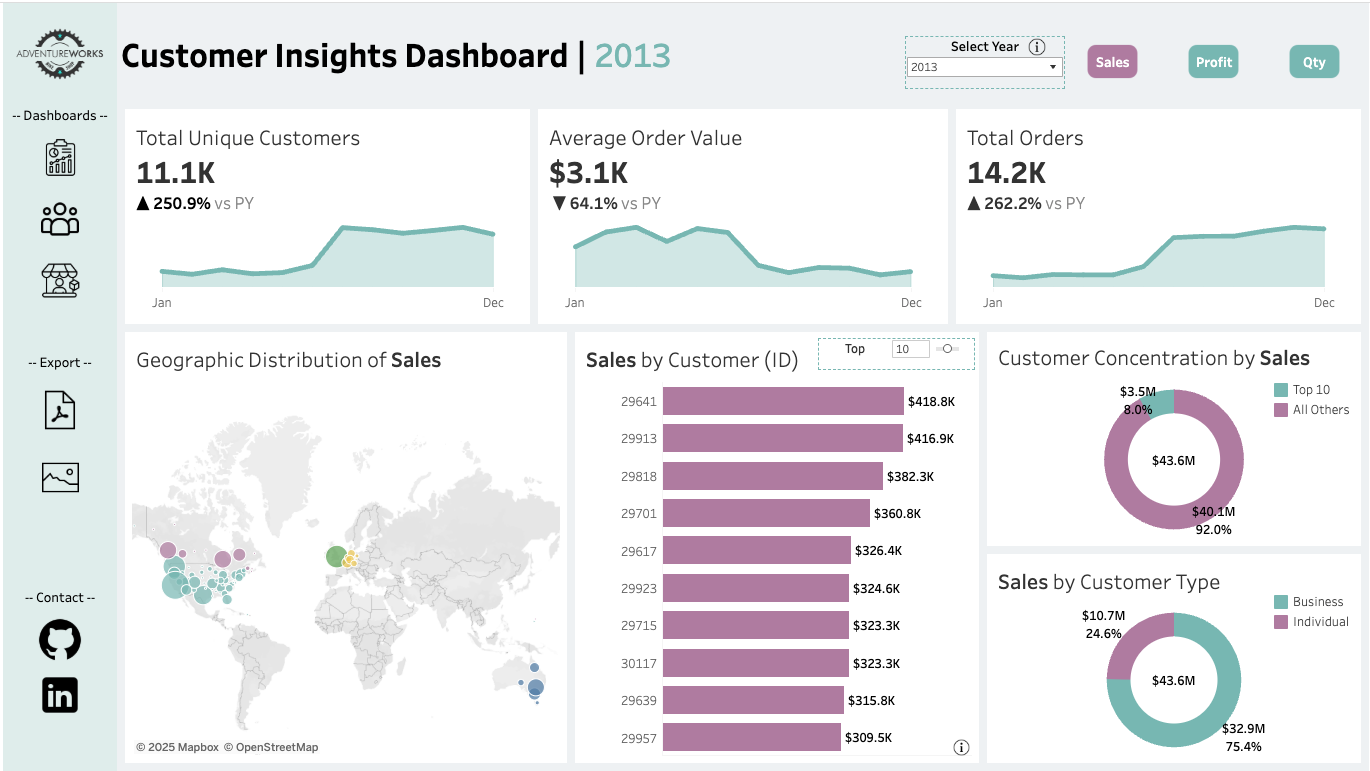 ADVENTUREWORKS
Customer Insights Dashboard | 2013
Select Year
2013
Sales
Profit
Qty
-- Dashboards --
-- Export --
-- Contact --
Total Unique Customers
11.1K
▲ 250.9% vs PY
Jan
Dec
Average Order Value
$3.1K
▼ 64.1% vs PY
Jan
Dec
Total Orders
14.2K
▲ 262.2% vs PY
Jan
Dec
Geographic Distribution of Sales
© 2025 Mapbox © OpenStreetMap
Sales by Customer (ID)
Top 10
29641 $418.8K
29913 $416.9K
29818 $382.3K
29701 $360.8K
29617 $326.4K
29923 $324.6K
29715 $323.3K
30117 $323.3K
29639 $315.8K
29957 $309.5K
Customer Concentration by Sales
$3.5M
8.0%
$43.6M
$40.1M
92.0%
Top 10
All Others
Sales by Customer Type
$10.7M
24.6%
$43.6M
$32.9M
75.4%
Business
Individual
in